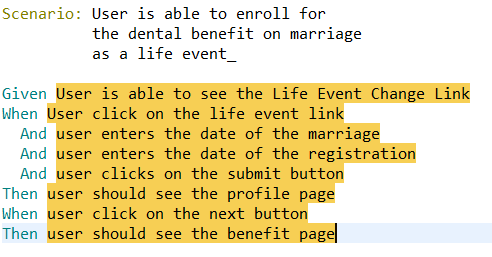 Scenario: User is able to enroll for
the dental benefit on marriage
as a life event_
Given User is able to see the Life Event Change Link
When User click on the life event link
And user enters the date of the marriage
And user enters the date of the registration
And user clicks on the submit button
Then user should see the profile page
When user click on the next button
Then user should see the benefit page